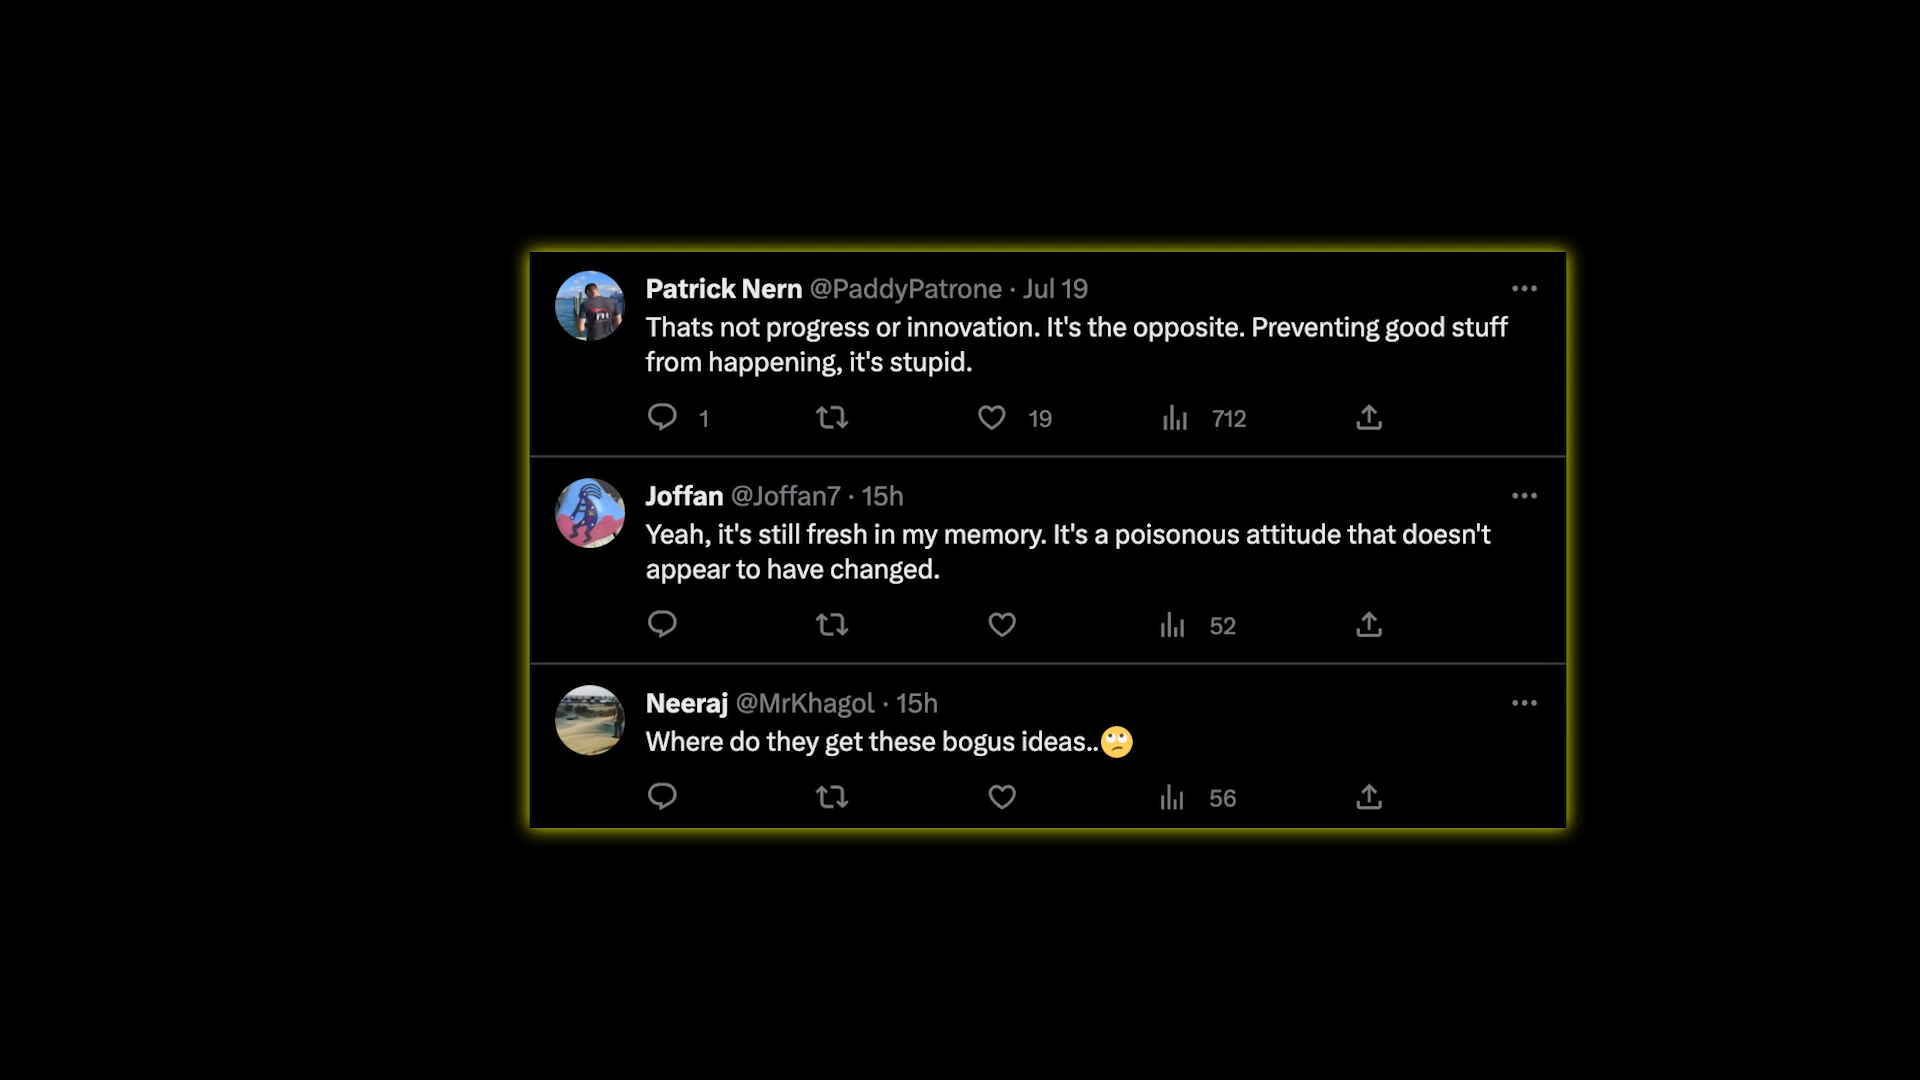 Patrick Nern @PaddyPatrone · Jul 19
Thats not progress or innovation. It's the opposite. Preventing good stuff
from happening, it's stupid.
1 19 712
Joffan @Joffan7 · 15h
Yeah, it's still fresh in my memory. It's a poisonous attitude that doesn't
appear to have changed.
52
Neeraj @MrKhagol · 15h
Where do they get these bogus ideas..🙄
56